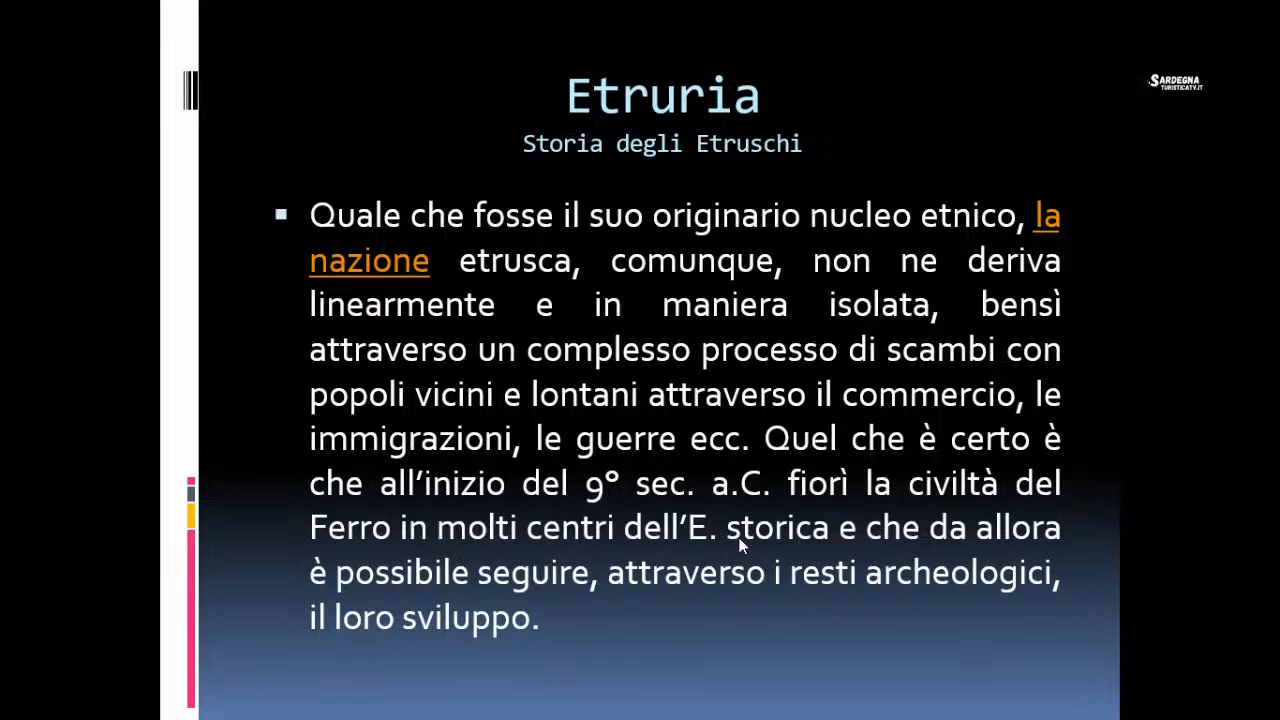 Etruria
SARDEGNA
TURISTICATV.IT
Storia degli Etruschi
Quale che fosse il suo originario nucleo etnico, la
nazione etrusca, comunque, non ne deriva
linearmente e in maniera isolata, bensì
attraverso un complesso processo di scambi con
popoli vicini e lontani attraverso il commercio, le
immigrazioni, le guerre ecc. Quel che è certo è
che all’inizio del 9° sec. a.C. fiorì la civiltà del
Ferro in molti centri dell’E. storica e che da allora
è possibile seguire, attraverso i resti archeologici,
il loro sviluppo.